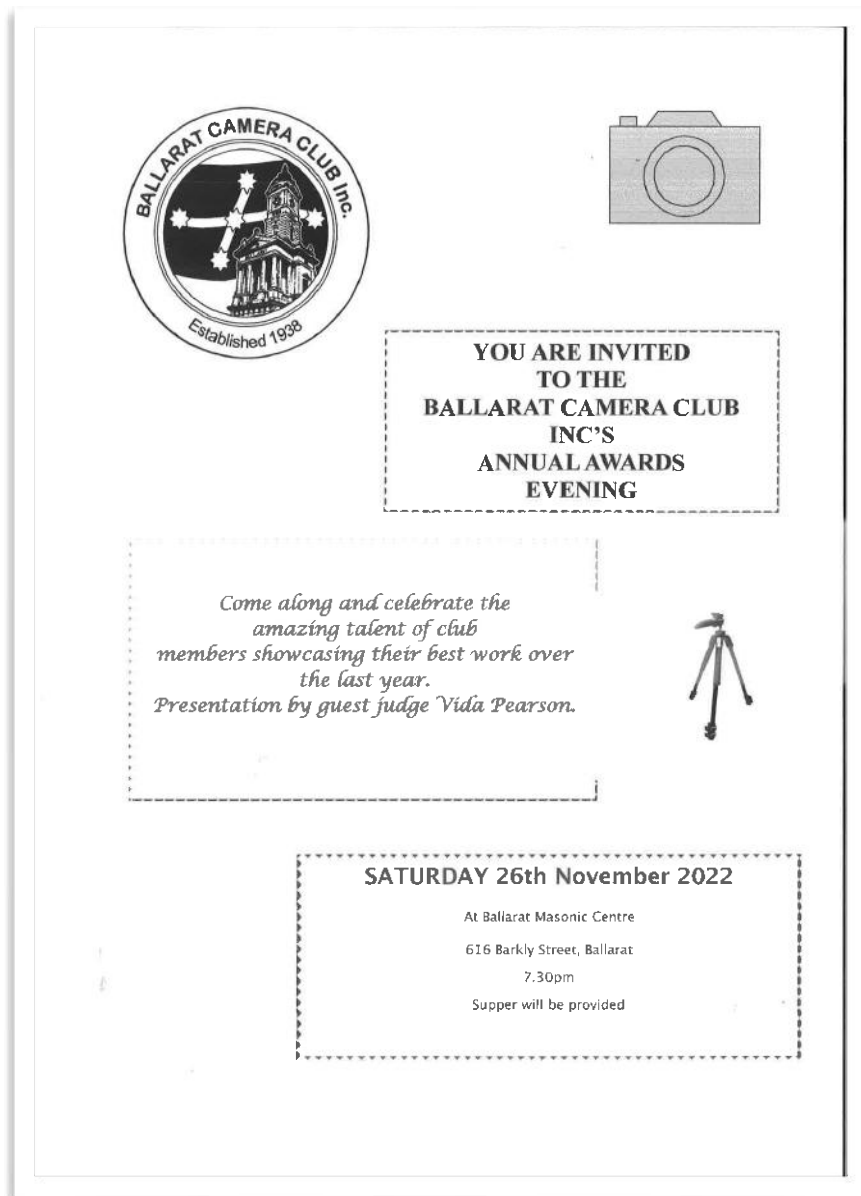 BALLARAT CAMERA CLUB Inc.
Established 1938
YOU ARE INVITED
TO THE
BALLARAT CAMERA CLUB
INC'S
ANNUAL AWARDS
EVENING
Come along and celebrate the
amazing talent of club
members showcasing their best work over
the last year.
Presentation by guest judge Vida Pearson.
SATURDAY 26th November 2022
At Ballarat Masonic Centre
616 Barkly Street, Ballarat
7.30pm
Supper will be provided